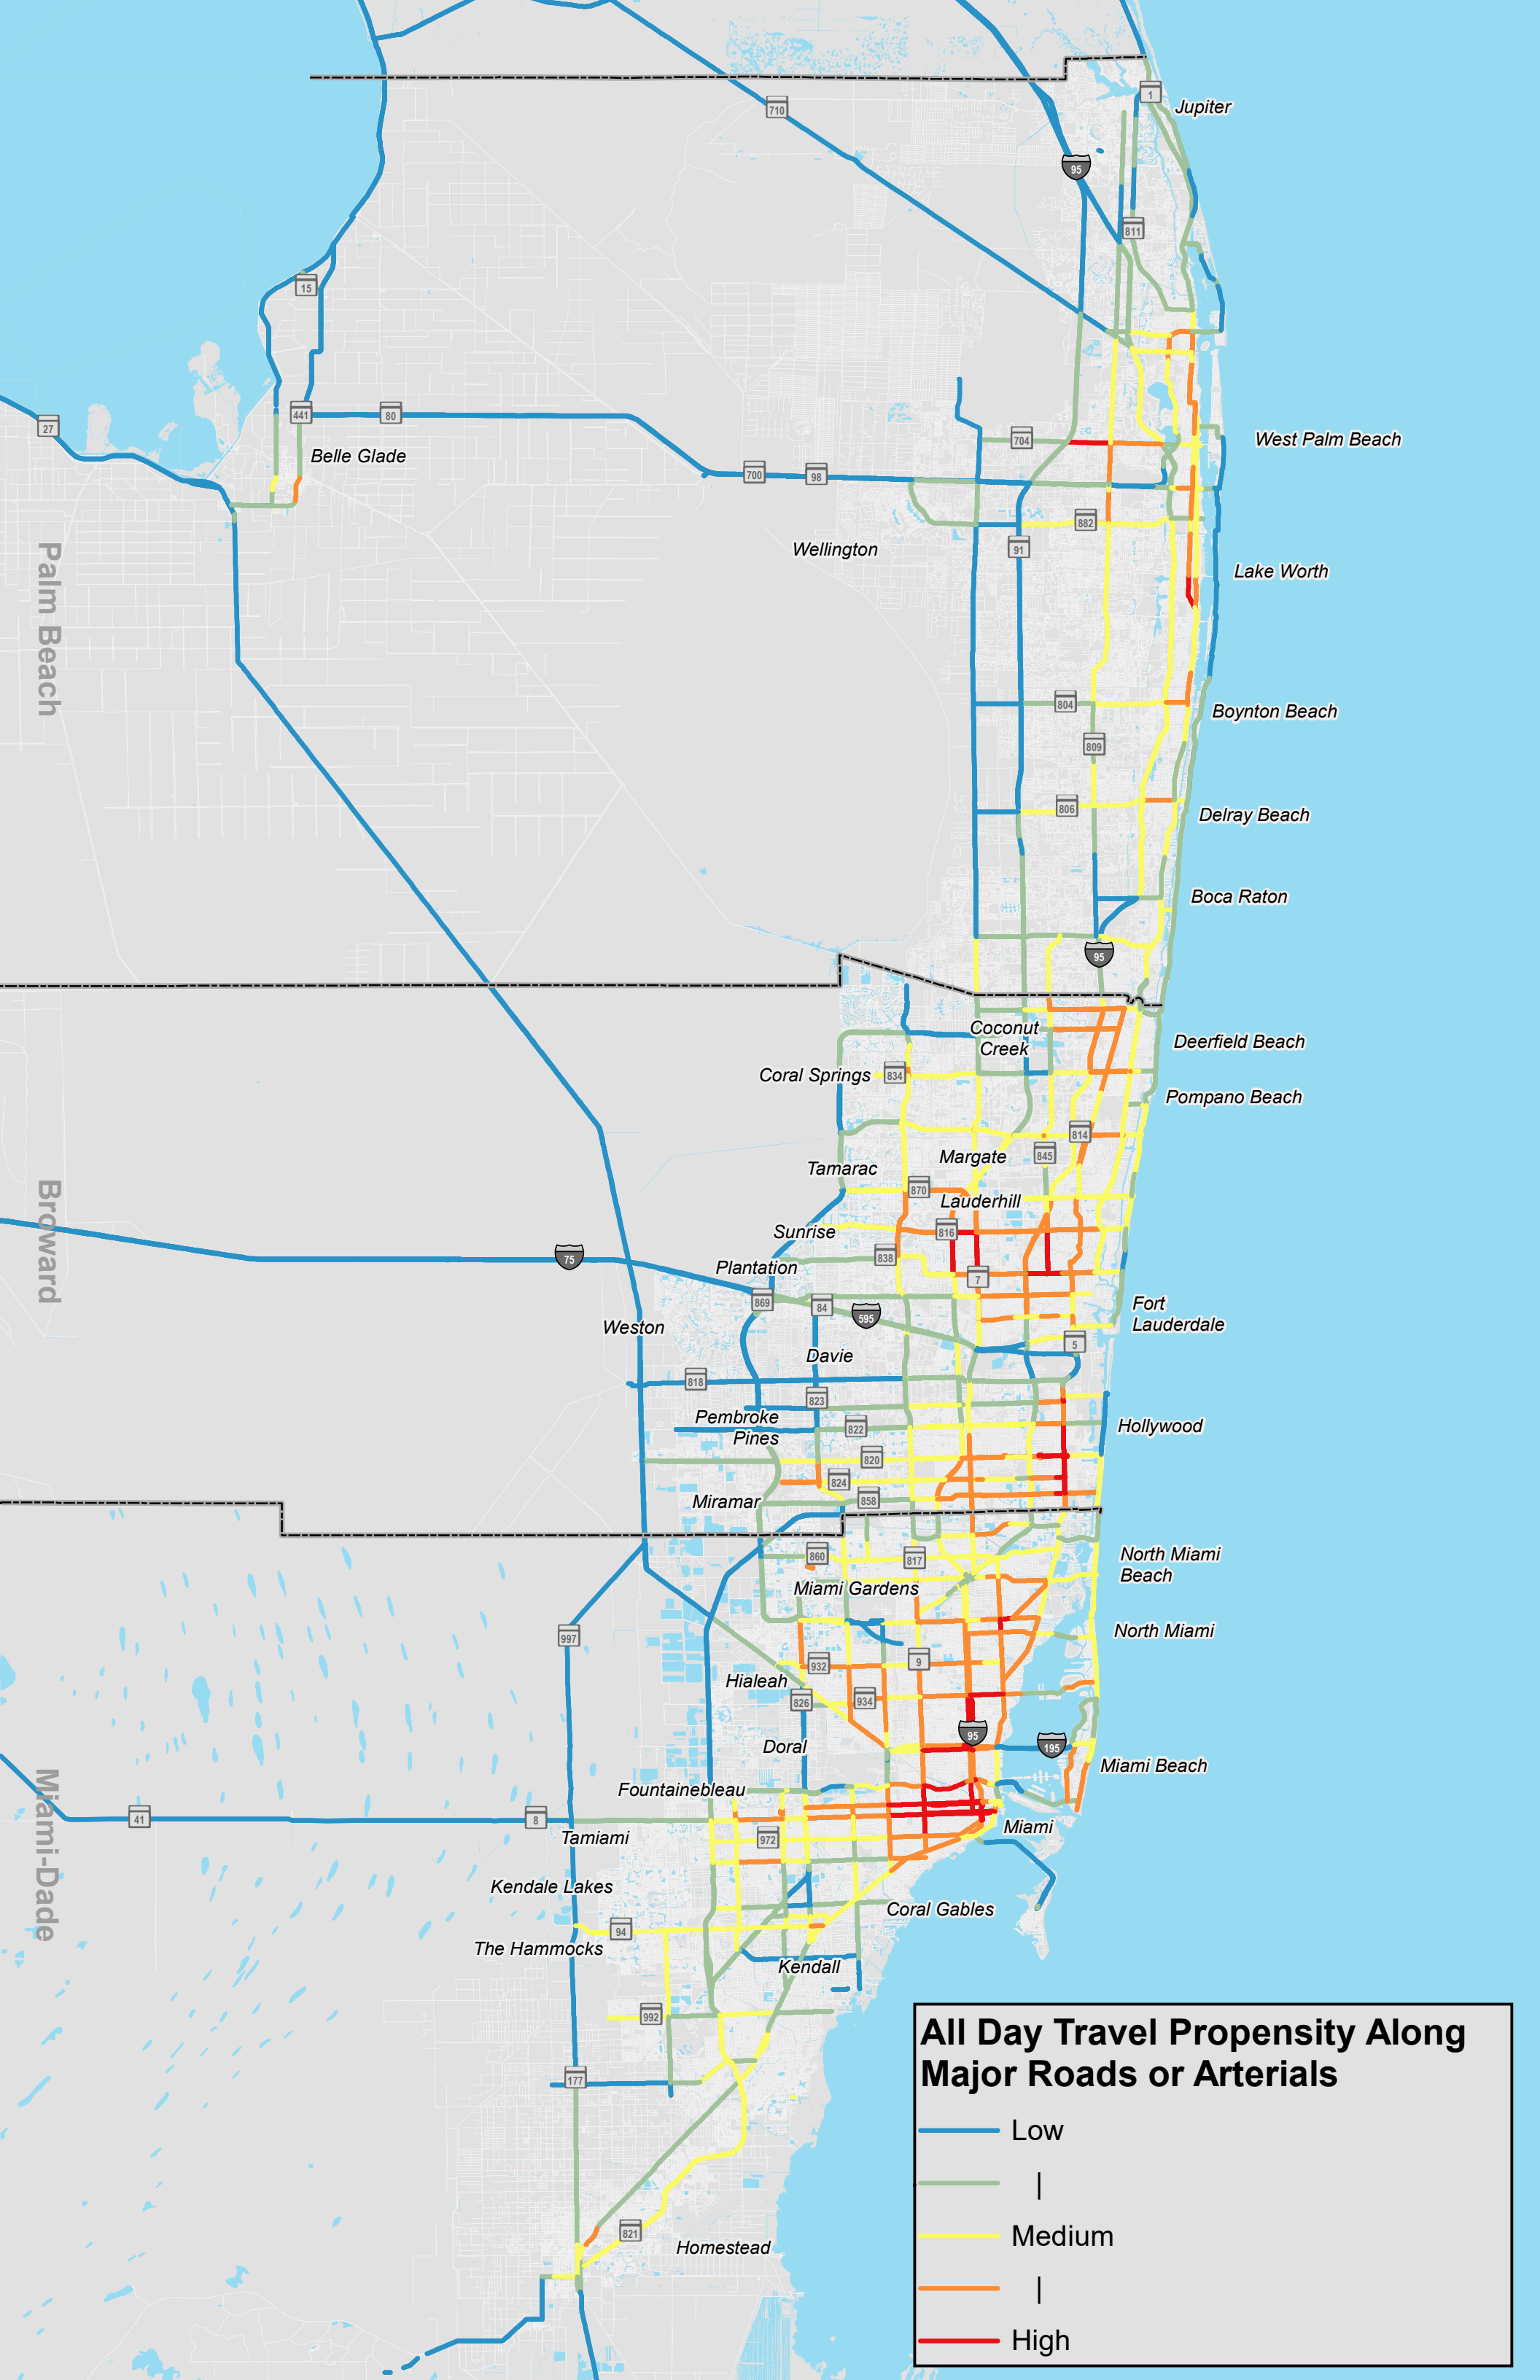 1
Jupiter
710
95
811
15
27
441
80
704
West Palm Beach
Belle Glade
700
98
882
Wellington
91
Lake Worth
Palm Beach
804
Boynton Beach
809
806
Delray Beach
Boca Raton
95
Coconut
Creek
Deerfield Beach
Coral Springs
834
Pompano Beach
814
845
Margate
Tamarac
870
Lauderhill
Broward
816
Sunrise
838
75
Plantation
7
869
84
595
Fort
Lauderdale
Weston
5
Davie
818
823
Pembroke
Pines
822
Hollywood
820
824
Miramar
858
860
817
North Miami
Beach
Miami Gardens
997
North Miami
932
9
Hialeah
826
934
95
195
Doral
Miami Beach
Fountainebleau
Miami-Dade
41
8
Miami
Tamiami
972
Kendale Lakes
Coral Gables
94
The Hammocks
Kendall
992
177
821
Homestead
All Day Travel Propensity Along
Major Roads or Arterials
Low
|
Medium
|
High